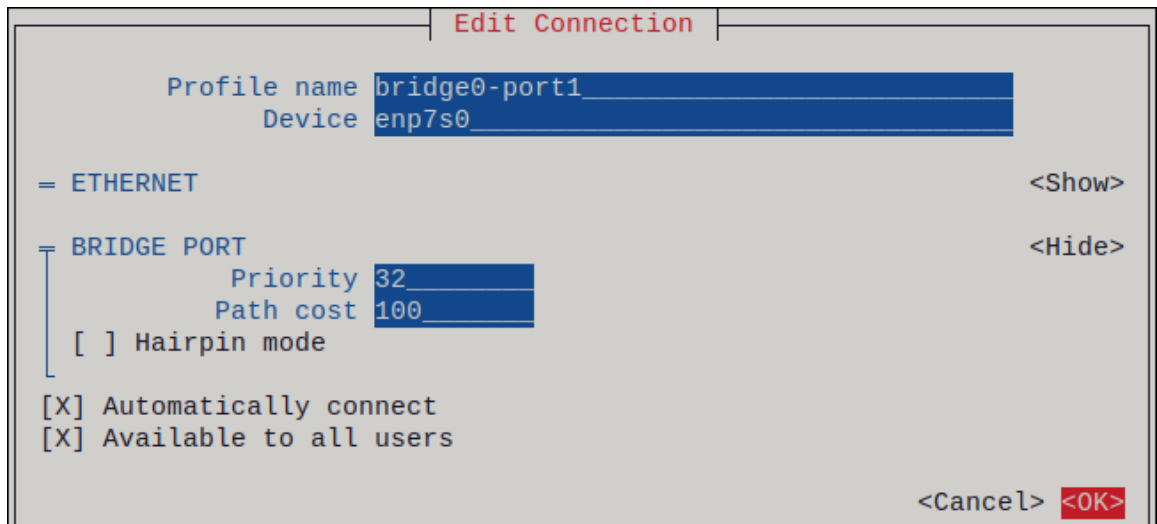 Edit Connection
Profile name bridge0-port1
Device enp7s0
= ETHERNET <Show>
BRIDGE PORT <Hide>
Priority 32
Path cost 100
[ ] Hairpin mode
[X] Automatically connect
[X] Available to all users
<Cancel> <OK>